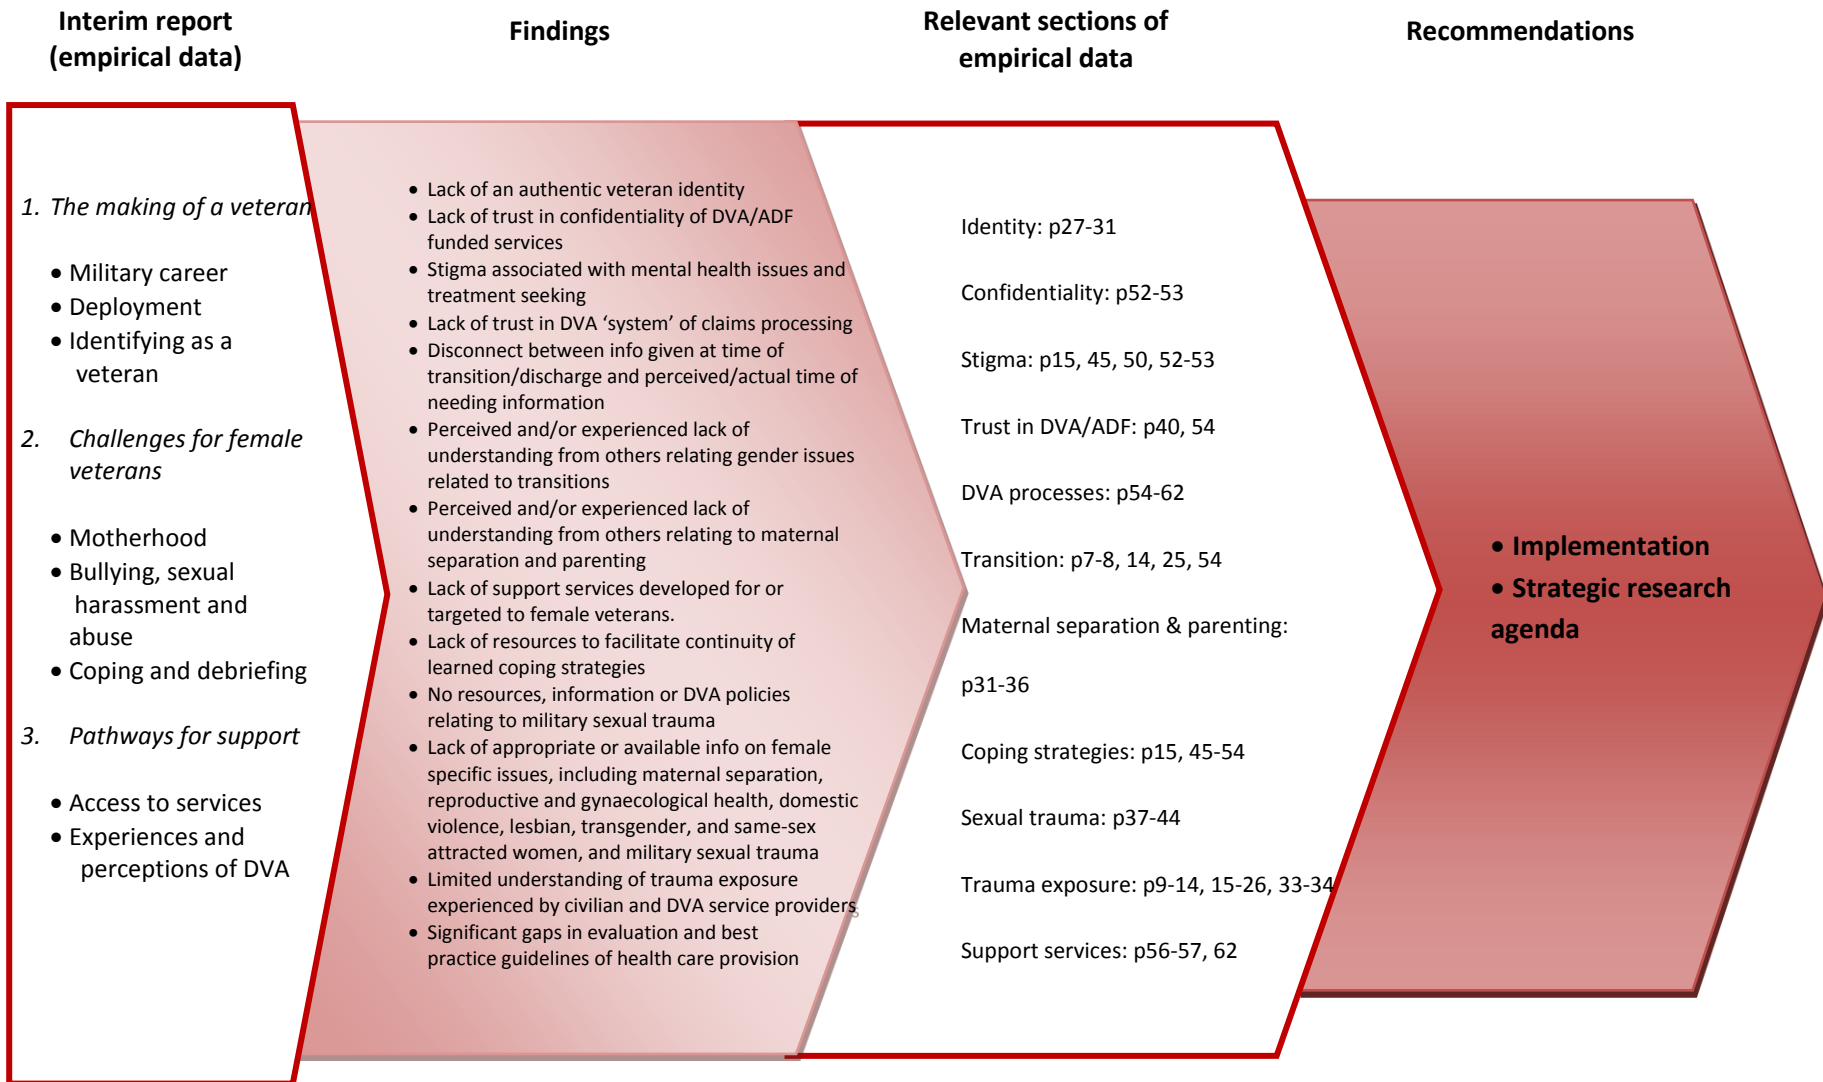 Interim report
(empirical data)
Findings
Relevant sections of
empirical data
Recommendations
1. The making of a veteran
• Military career
• Deployment
• Identifying as a
veteran
2. Challenges for female
veterans
• Motherhood
• Bullying, sexual
harassment and
abuse
• Coping and debriefing
3. Pathways for support
• Access to services
• Experiences and
perceptions of DVA
• Lack of an authentic veteran identity
• Lack of trust in confidentiality of DVA/ADF
funded services
• Stigma associated with mental health issues and
treatment seeking
• Lack of trust in DVA ‘system’ of claims processing
• Disconnect between info given at time of
transition/discharge and perceived/actual time of
needing information
• Perceived and/or experienced lack of
understanding from others relating gender issues
related to transitions
• Perceived and/or experienced lack of
understanding from others relating to maternal
separation and parenting
• Lack of support services developed for or
targeted to female veterans.
• Lack of resources to facilitate continuity of
learned coping strategies
• No resources, information or DVA policies
relating to military sexual trauma
• Lack of appropriate or available info on female
specific issues, including maternal separation,
reproductive and gynaecological health, domestic
violence, lesbian, transgender, and same-sex
attracted women, and military sexual trauma
• Limited understanding of trauma exposure
experienced by civilian and DVA service providers
• Significant gaps in evaluation and best
practice guidelines of health care provision
Identity: p27-31
Confidentiality: p52-53
Stigma: p15, 45, 50, 52-53
Trust in DVA/ADF: p40, 54
DVA processes: p54-62
Transition: p7-8, 14, 25, 54
Maternal separation & parenting:
p31-36
Coping strategies: p15, 45-54
Sexual trauma: p37-44
Trauma exposure: p9-14, 15-26, 33-34
Support services: p56-57, 62
• Implementation
• Strategic research
agenda